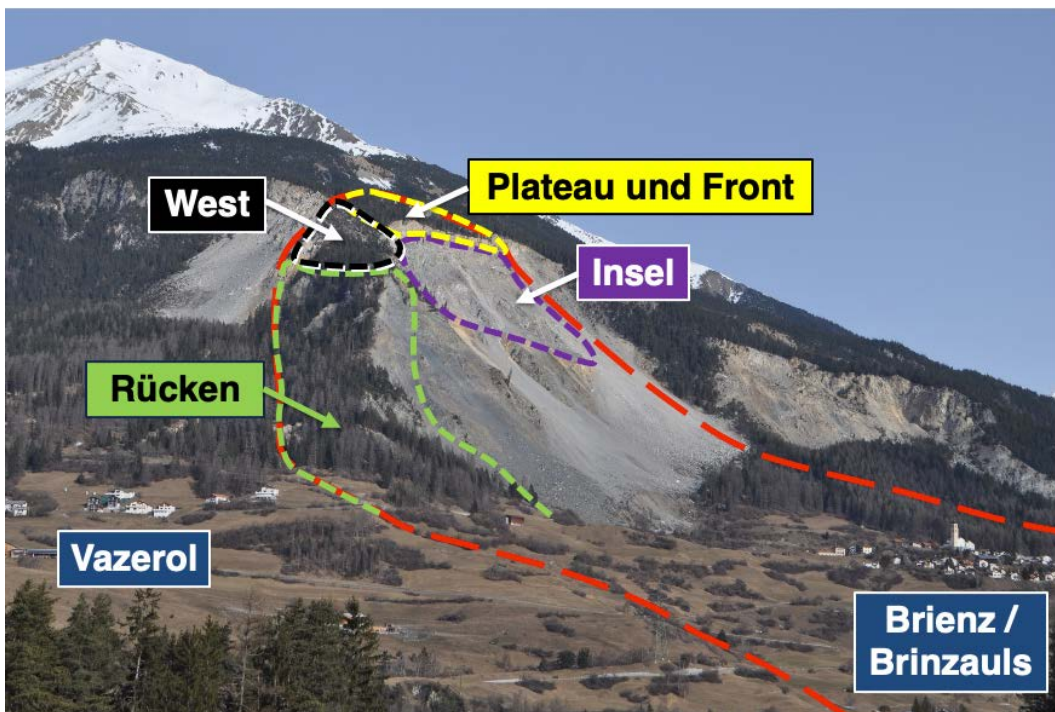 Plateau und Front
West
Insel
Rücken
Vazerol
Brienz /
Brinzauls